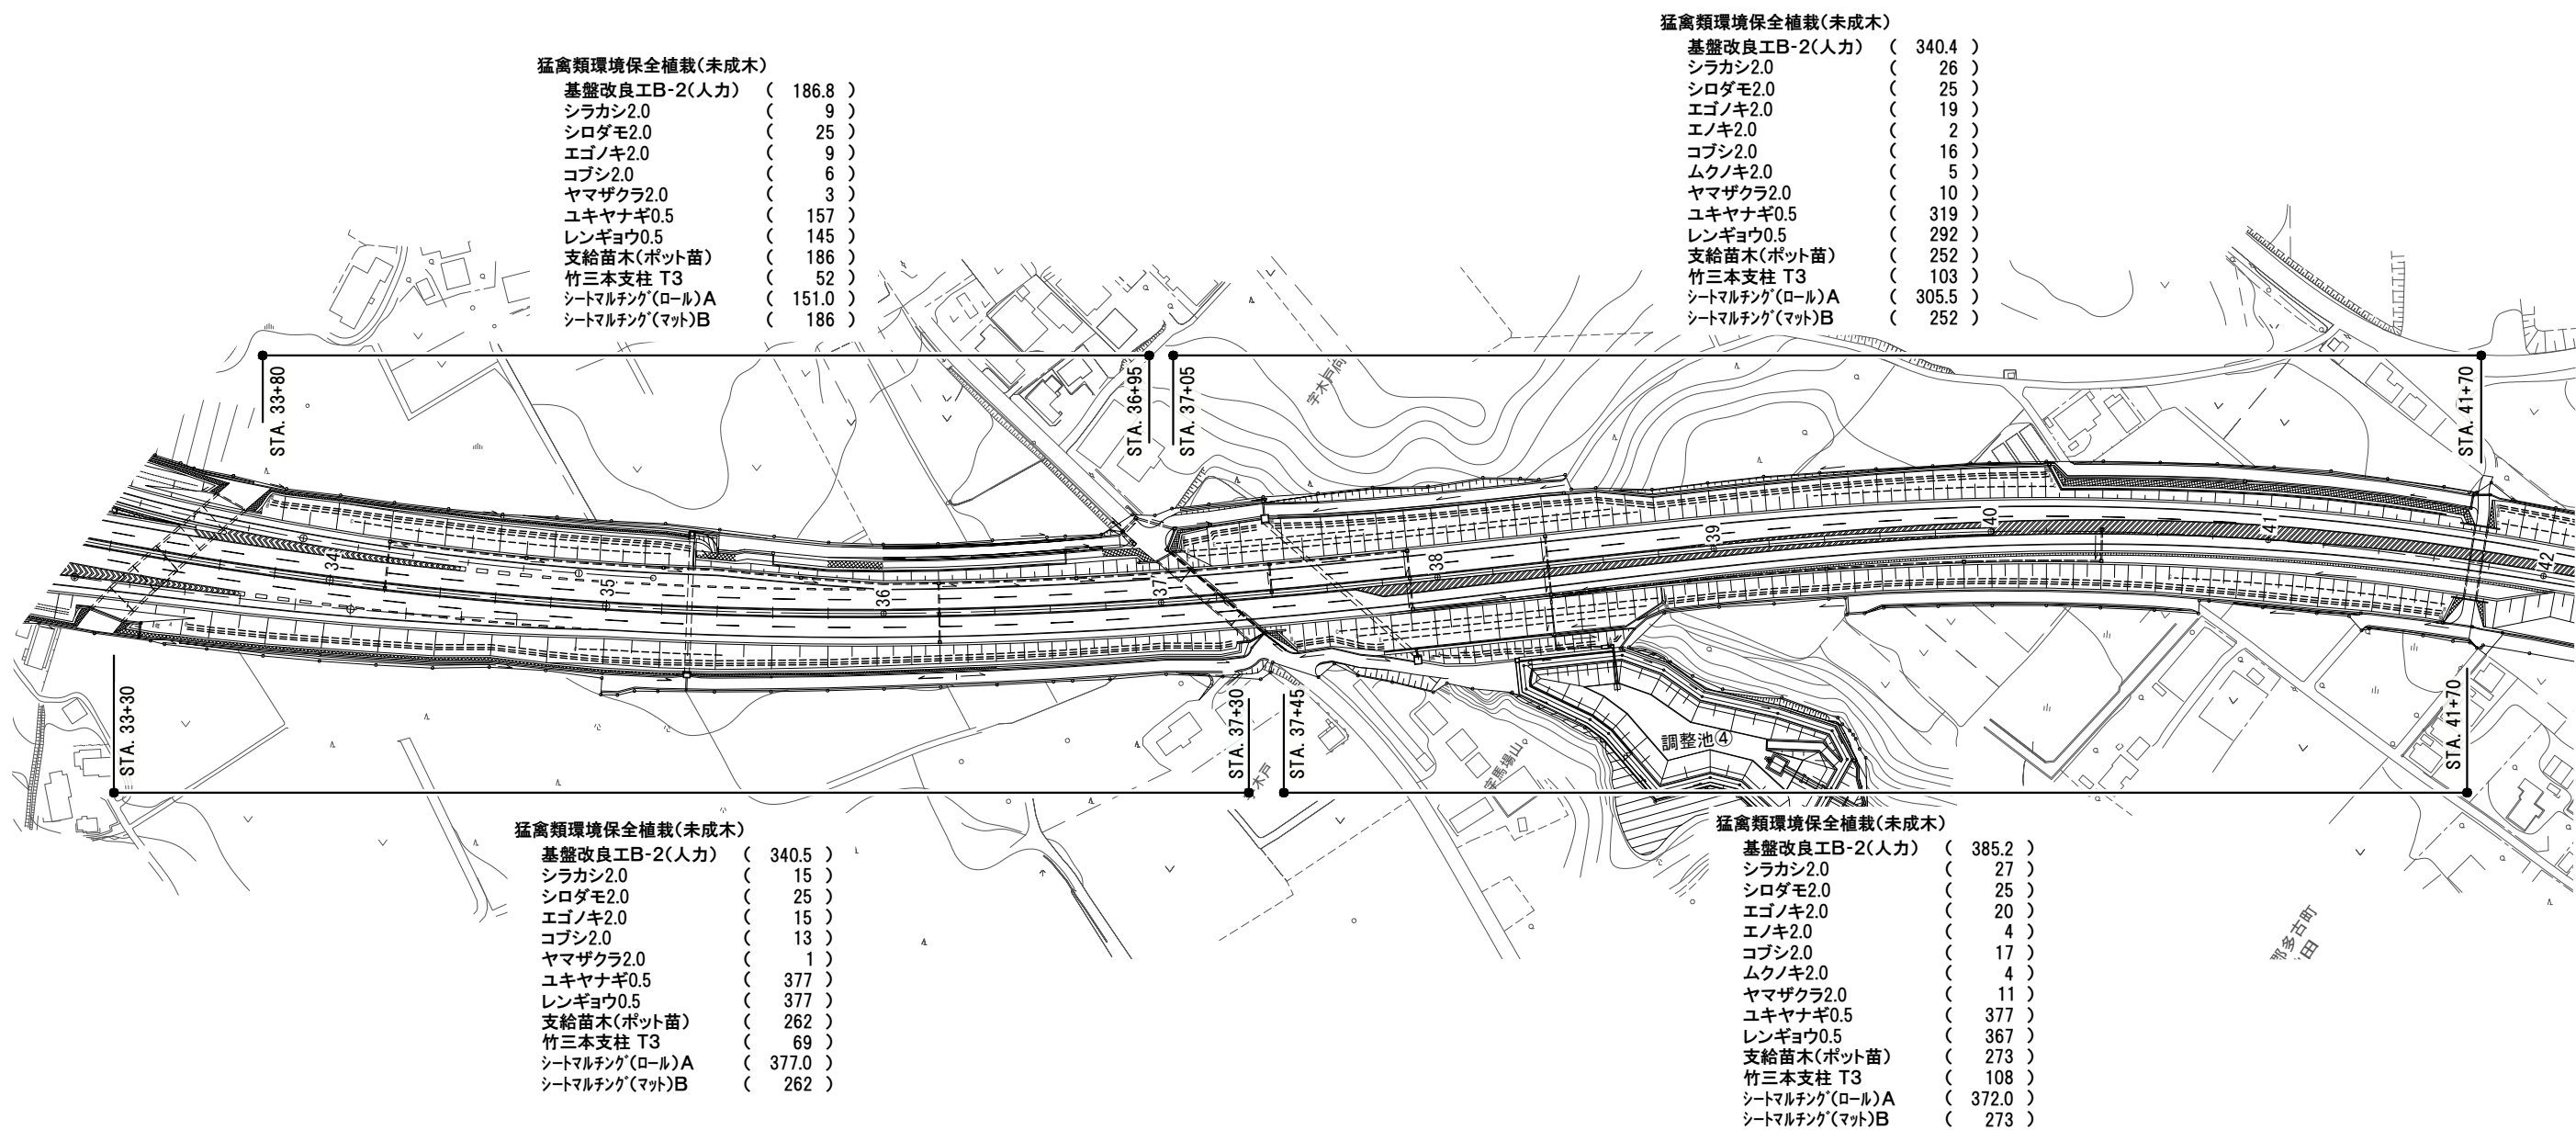 猛禽類環境保全植栽(未成木)
基盤改良工B-2(人力) ( 186.8 )
シラカシ2.0 ( 9 )
シロダモ2.0 ( 25 )
エゴノキ2.0 ( 9 )
コブシ2.0 ( 6 )
ヤマザクラ2.0 ( 3 )
ユキヤナギ0.5 ( 157 )
レンギョウ0.5 ( 145 )
支給苗木(ポット苗) ( 186 )
竹三本支柱 T3 ( 52 )
シートマルチング(ロール)A ( 151.0 )
シートマルチング(マット)B ( 186 )
猛禽類環境保全植栽(未成木)
基盤改良工B-2(人力) ( 340.4 )
シラカシ2.0 ( 26 )
シロダモ2.0 ( 25 )
エゴノキ2.0 ( 19 )
エノキ2.0 ( 2 )
コブシ2.0 ( 16 )
ムクノキ2.0 ( 5 )
ヤマザクラ2.0 ( 10 )
ユキヤナギ0.5 ( 319 )
レンギョウ0.5 ( 292 )
支給苗木(ポット苗) ( 252 )
竹三本支柱 T3 ( 103 )
シートマルチング(ロール)A ( 305.5 )
シートマルチング(マット)B ( 252 )
STA. 33+80
STA. 36+95
STA. 37+05
字木戸向
STA. 41+70
34
35
36
37
38
39
40
41
42
STA. 33+30
STA. 37+30
木戸
STA. 37+45
字馬場山
調整池④
STA. 41+70
郡多古町
田
猛禽類環境保全植栽(未成木)
基盤改良工B-2(人力) ( 340.5 )
シラカシ2.0 ( 15 )
シロダモ2.0 ( 25 )
エゴノキ2.0 ( 15 )
コブシ2.0 ( 13 )
ヤマザクラ2.0 ( 1 )
ユキヤナギ0.5 ( 377 )
レンギョウ0.5 ( 377 )
支給苗木(ポット苗) ( 262 )
竹三本支柱 T3 ( 69 )
シートマルチング(ロール)A ( 377.0 )
シートマルチング(マット)B ( 262 )
猛禽類環境保全植栽(未成木)
基盤改良工B-2(人力) ( 385.2 )
シラカシ2.0 ( 27 )
シロダモ2.0 ( 25 )
エゴノキ2.0 ( 20 )
エノキ2.0 ( 4 )
コブシ2.0 ( 17 )
ムクノキ2.0 ( 4 )
ヤマザクラ2.0 ( 11 )
ユキヤナギ0.5 ( 377 )
レンギョウ0.5 ( 367 )
支給苗木(ポット苗) ( 273 )
竹三本支柱 T3 ( 108 )
シートマルチング(ロール)A ( 372.0 )
シートマルチング(マット)B ( 273 )